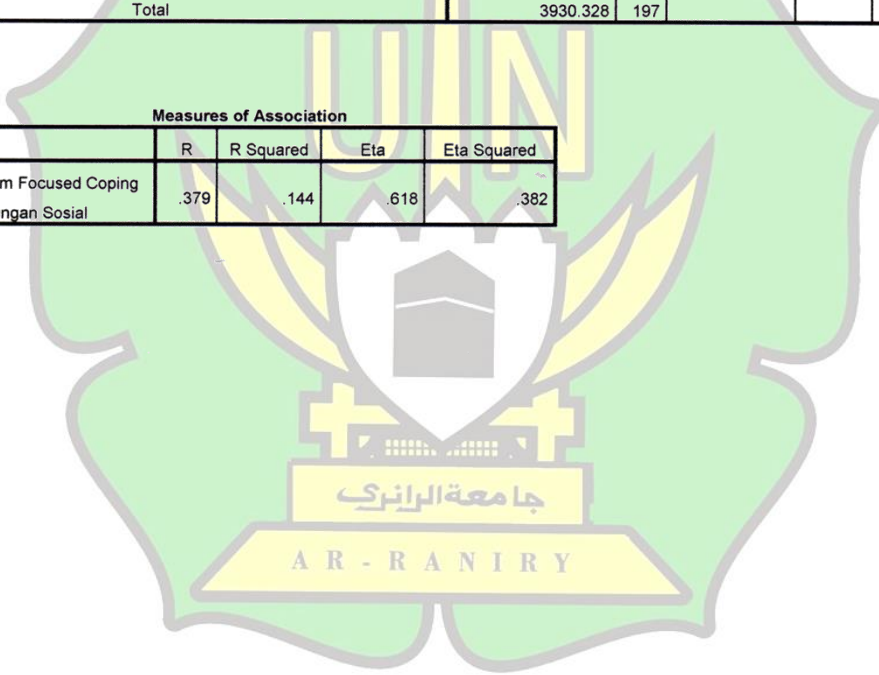 Total 3930.328 197
UIN
Measures of Association
R R Squared Eta Eta Squared
m Focused Coping
ngan Sosial
.379 .144 .618 .382
جامعة الرانري
AR-RANIRY